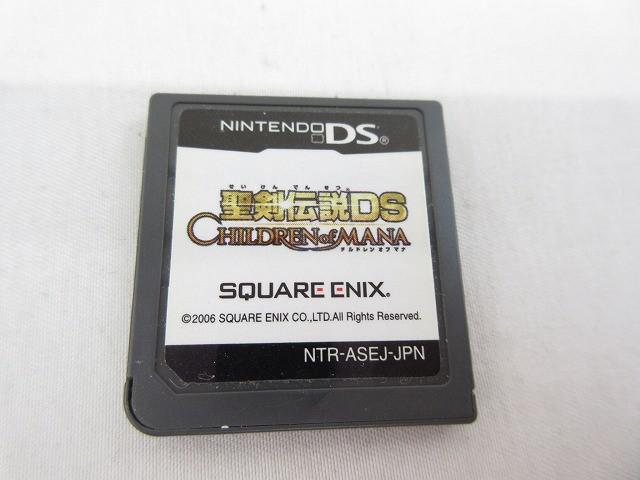 NINTENDO DS®
せい けん でん せつ
聖剣伝説DS
CHILDREN of MANA
チルドレン オブ マナ
SQUARE ENIX®
©2006 SQUARE ENIX CO.,LTD.All Rights Reserved.
NTR-ASEJ-JPN